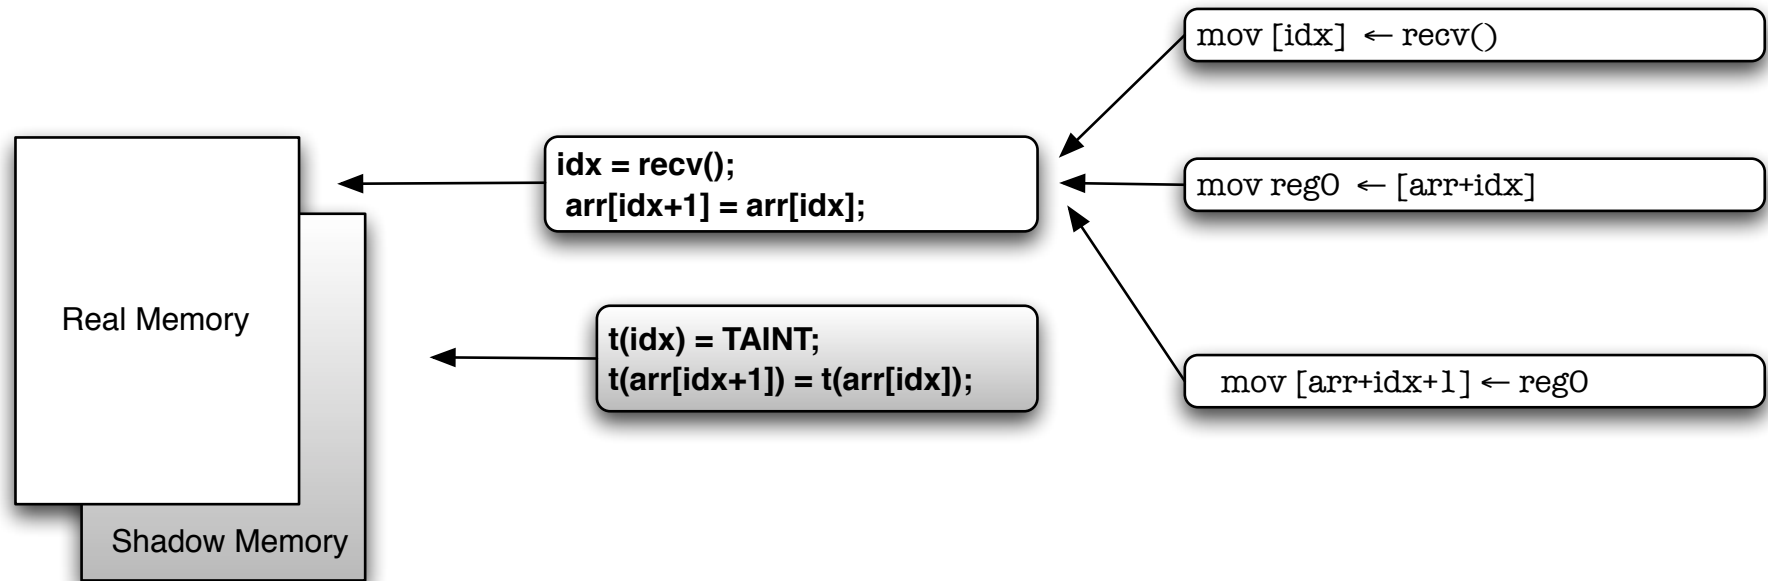 mov [idx] ← recv()
idx = recv();
arr[idx+1] = arr[idx];
mov reg0 ← [arr+idx]
Real Memory
t(idx) = TAINT;
t(arr[idx+1]) = t(arr[idx]);
mov [arr+idx+1] ← reg0
Shadow Memory